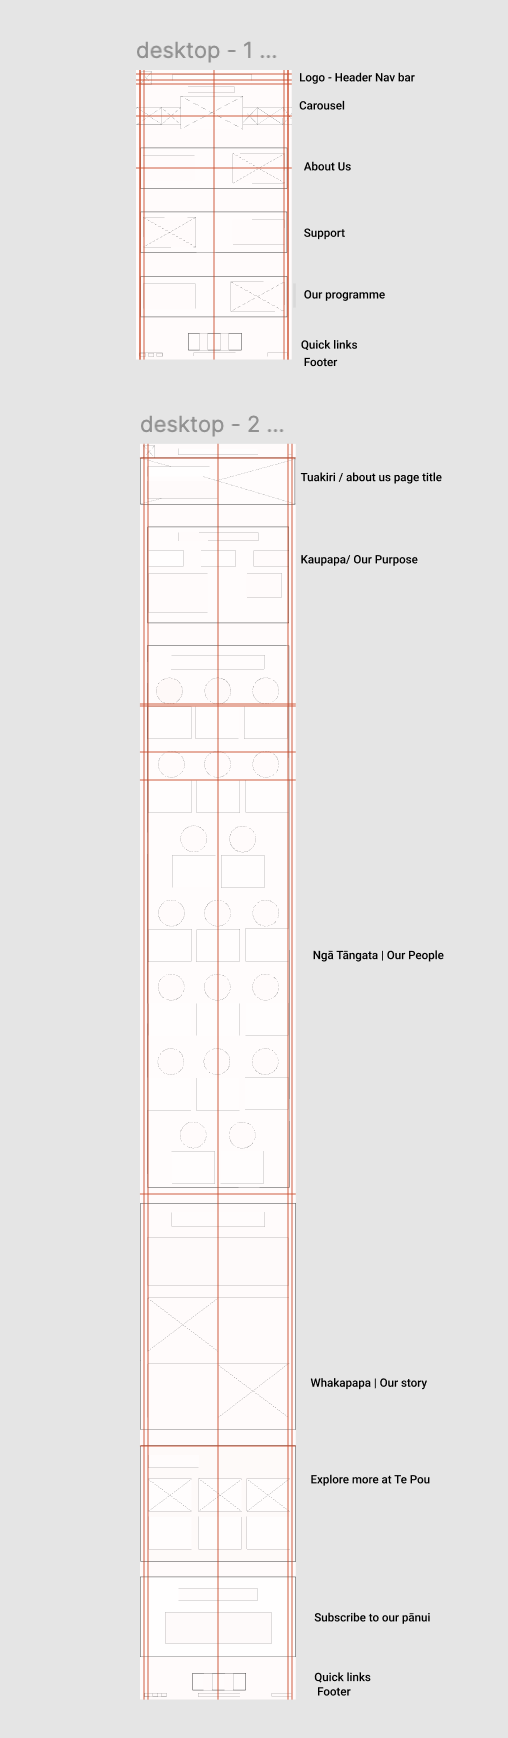 desktop - 1 ...
Logo - Header Nav bar
Carousel
About Us
Support
Our programme
Quick links
Footer
desktop - 2 ...
Tuakiri / about us page title
Kaupapa/ Our Purpose
Ngā Tāngata | Our People
Whakapapa | Our story
Explore more at Te Pou
Subscribe to our pānui
Quick links
Footer